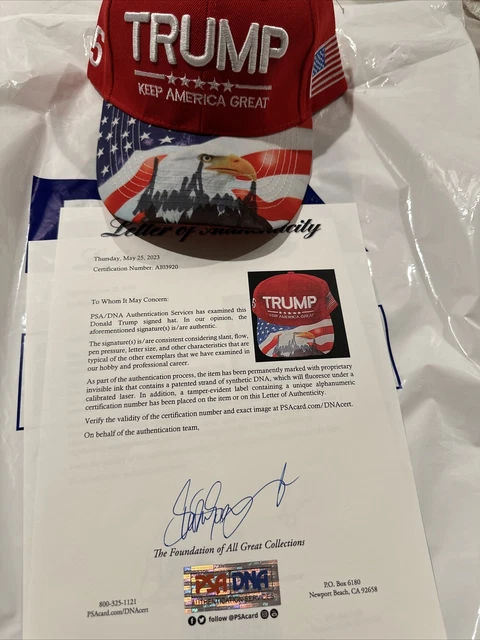 45
TRUMP
KEEP AMERICA GREAT
Letter of Authenticity
Thursday, May 25, 2023
Certification Number: AI03920
To Whom It May Concern:
PSA/DNA Authentication Services has examined this
Donald Trump signed hat. In our opinion, the
aforementioned signature(s) is/are authentic.
The signature(s) is/are consistent considering slant, flow,
pen pressure, letter size, and other characteristics that are
typical of the other exemplars that we have examined in
our hobby and professional career.
TRUMP
KEEP AMERICA GREAT
As part of the authentication process, the item has been permanently marked with proprietary
invisible ink that contains a patented strand of synthetic DNA, which will fluoresce under a
calibrated laser. In addition, a tamper-evident label containing a unique alphanumeric
certification number has been placed on the item or on this Letter of Authenticity.
Verify the validity of the certification number and exact image at PSAcard.com/DNAcert.
On behalf of the authentication team,
The Foundation of All Great Collections
PSA DNA
AUTHENTICATION SERVICES
800-325-1121
PSAcard.com/DNAcert
P.O. Box 6180
Newport Beach, CA 92658
follow @PSAcard